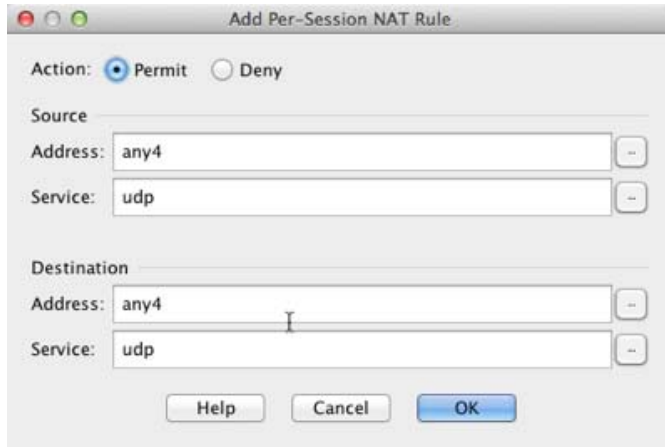 Add Per-Session NAT Rule
Action: Permit Deny
Source
Address: any4 ...
Service: udp ...
Destination
Address: any4 ...
Service: udp ...
Help Cancel OK